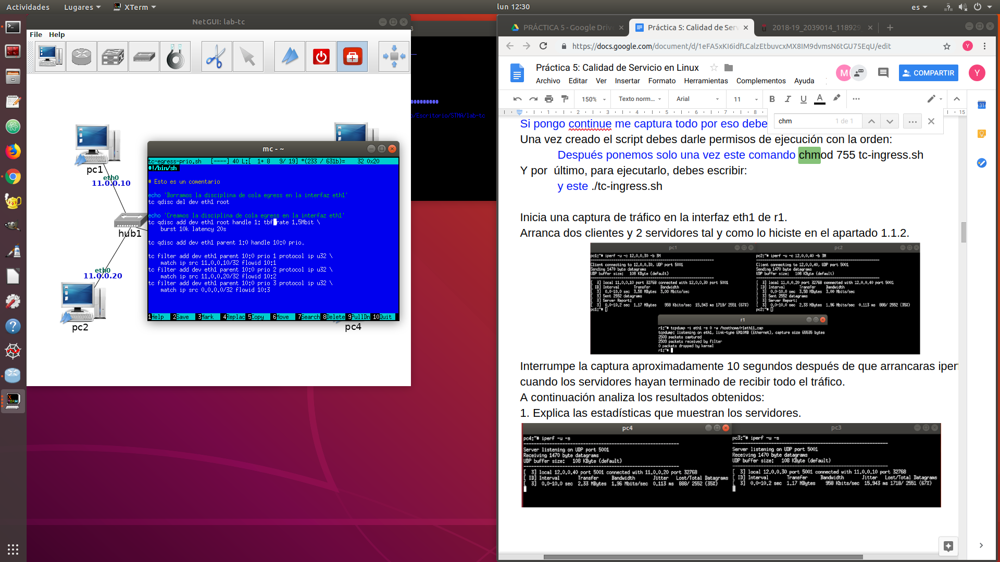 Actividades Lugares XTerm lun 12:30 es
NetGUI: lab-tc
File Help
pc1
eth0
11.0.0.10
hub1
eth0
11.0.0.20
pc2
pc4
/Escritorio/STMA/lab-tc
mc - ~
tc-egress-prio.sh [----] 40 L:[ 1+ 8 9/ 19] *(233 / 631b)= 32 0x20
#!/bin/sh
# Esto es un comentario
echo 'Borramos la disciplina de cola egress en la interfaz eth1'
tc qdisc del dev eth1 root
echo 'Creamos la disciplina de cola egress en la interfaz eth1'
tc qdisc add dev eth1 root handle 1: tbf rate 1.5Mbit \
burst 10k latency 20s
tc qdisc add dev eth1 parent 1:0 handle 10:0 prio.
tc filter add dev eth1 parent 10:0 prio 1 protocol ip u32 \
match ip src 11.0.0.10/32 flowid 10:1
tc filter add dev eth1 parent 10:0 prio 2 protocol ip u32 \
match ip src 11.0.0.20/32 flowid 10:2
tc filter add dev eth1 parent 10:0 prio 3 protocol ip u32 \
match ip src 0.0.0.0/32 flowid 10:3
1Help 2Save 3Mark 4Replac 5Copy 6Move 7Search 8Delete 9PullDn 10Quit
PRÁCTICA 5 - Google Drive
Práctica 5: Calidad de Serv
2018-19_2039014_118929
https://docs.google.com/document/d/1eFA5xKI6idfLCalzEtbuvcxMX8IM9dvmsN6tGU75EqU/edit
Y
Práctica 5: Calidad de Servicio en Linux
Archivo Editar Ver Insertar Formato Herramientas Complementos Ayuda
M
COMPARTIR
Y
150% Texto norm... Arial 11 B I U A
1 2 3 4 5 6 7 8 15
31
chm 1 de 1
Si pongo continue me captura todo por eso debe
Una vez creado el script debes darle permisos de ejecución con la orden:
Después ponemos solo una vez este comando chmod 755 tc-ingress.sh
Y por último, para ejecutarlo, debes escribir:
y este ./tc-ingress.sh
Inicia una captura de tráfico en la interfaz eth1 de r1.
Arranca dos clientes y 2 servidores tal y como lo hiciste en el apartado 1.1.2.
pc1
pc1:~# iperf -u -c 12.0.0.30 -b 3M
Client connecting to 12.0.0.30, UDP port 5001
Sending 1470 byte datagrams
UDP buffer size: 108 KByte (default)
[ 3] local 11.0.0.10 port 32768 connected with 12.0.0.30 port 5001
[ ID] Interval Transfer Bandwidth
[ 3] 0.0-10.0 sec 3.58 MBytes 3.00 Mbits/sec
[ 3] Sent 2552 datagrams
[ 3] Server Report:
[ 3] 0.0-10.2 sec 1.17 MBytes 958 Kbits/sec 15.943 ms 1718/ 2551 (67%)
pc1:~#
pc2
pc2:~# iperf -u -c 12.0.0.40 -b 3M
Client connecting to 12.0.0.40, UDP port 5001
Sending 1470 byte datagrams
UDP buffer size: 108 KByte (default)
[ 3] local 11.0.0.20 port 32768 connected with 12.0.0.40 port 5001
[ ID] Interval Transfer Bandwidth
[ 3] 0.0-10.0 sec 3.58 MBytes 3.00 Mbits/sec
[ 3] Sent 2552 datagrams
[ 3] Server Report:
[ 3] 0.0-10.0 sec 2.33 MBytes 1.96 Mbits/sec 0.113 ms 888/ 2552 (35%)
pc2:~#
r1
r1:~# tcpdump -i eth1 -s 0 -w /hosthome/r1eth11.cap
tcpdump: listening on eth1, link-type EN10MB (Ethernet), capture size 65535 bytes
2509 packets captured
2509 packets received by filter
0 packets dropped by kernel
r1:~#
Interrumpe la captura aproximadamente 10 segundos después de que arrancaras iperf
cuando los servidores hayan terminado de recibir todo el tráfico.
A continuación analiza los resultados obtenidos:
1. Explica las estadísticas que muestran los servidores.
pc4
pc4:~# iperf -u -s
Server listening on UDP port 5001
Receiving 1470 byte datagrams
UDP buffer size: 108 KByte (default)
[ 3] local 12.0.0.40 port 5001 connected with 11.0.0.20 port 32768
[ ID] Interval Transfer Bandwidth Jitter Lost/Total Datagrams
[ 3] 0.0-10.0 sec 2.33 MBytes 1.96 Mbits/sec 0.113 ms 888/ 2552 (35%)
pc3
pc3:~# iperf -u -s
Server listening on UDP port 5001
Receiving 1470 byte datagrams
UDP buffer size: 108 KByte (default)
[ 3] local 12.0.0.30 port 5001 connected with 11.0.0.10 port 32768
[ ID] Interval Transfer Bandwidth Jitter Lost/Total Datagrams
[ 3] 0.0-10.2 sec 1.17 MBytes 958 Kbits/sec 15.943 ms 1718/ 2551 (67%)